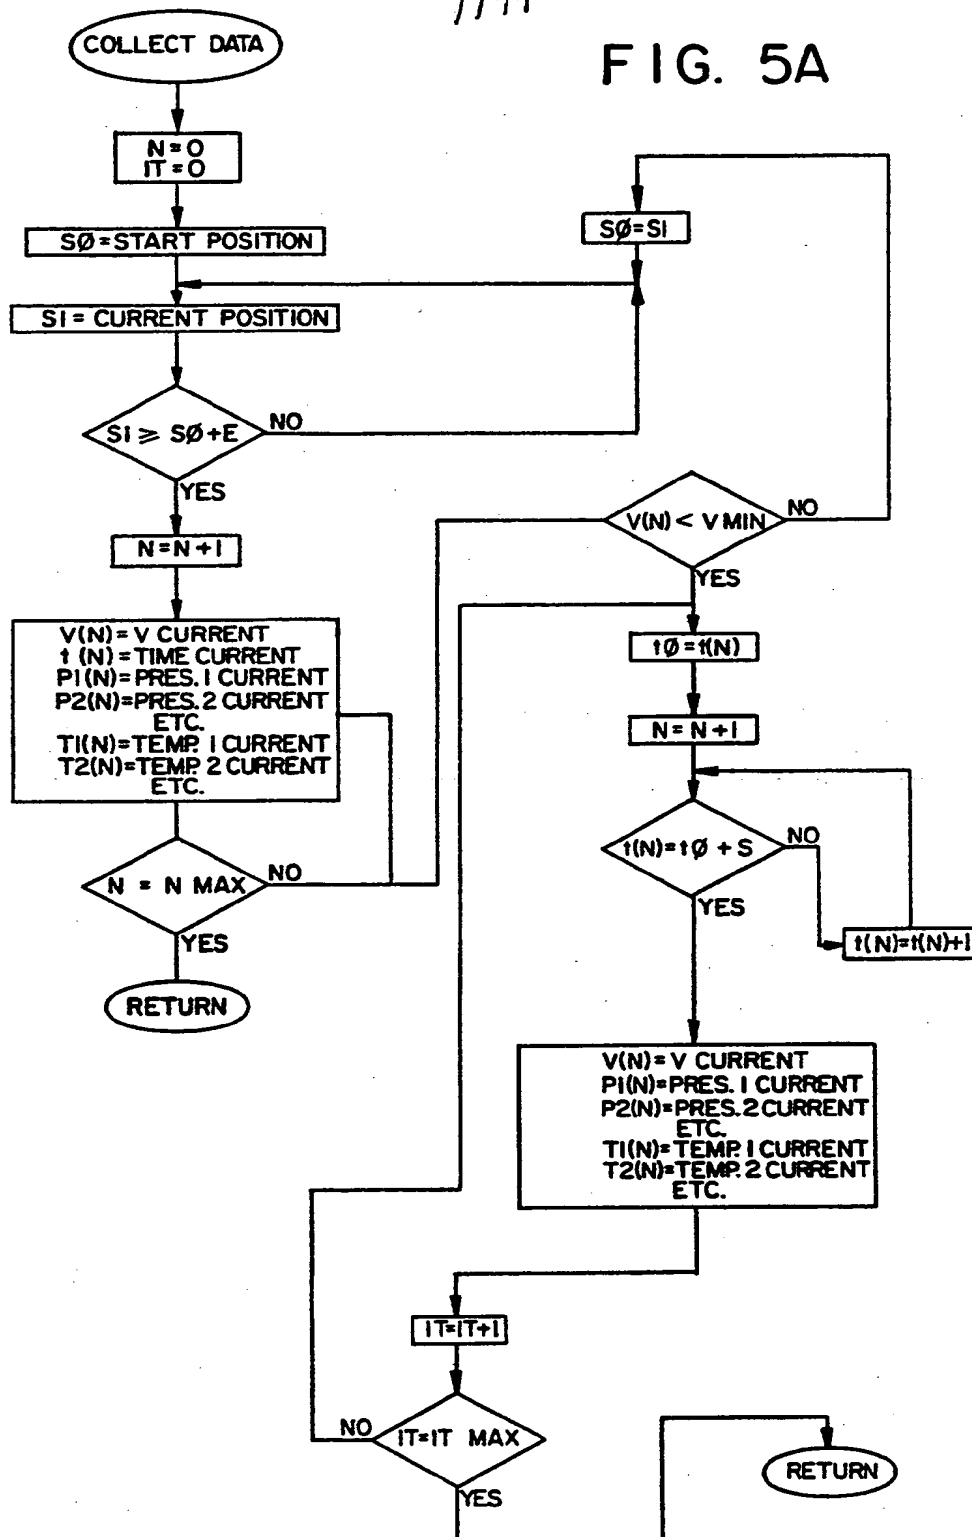 FIG. 5A
COLLECT DATA
N=0
IT=0
SØ=START POSITION
S1=CURRENT POSITION
S1 ⩾ SØ+E
NO
YES
N=N+1
V(N)=V CURRENT
t(N)=TIME CURRENT
P1(N)=PRES. 1 CURRENT
P2(N)=PRES. 2 CURRENT
ETC.
T1(N)=TEMP. 1 CURRENT
T2(N)=TEMP. 2 CURRENT
ETC.
N = N MAX
NO
YES
RETURN
SØ=S1
V(N) < V MIN
NO
YES
tØ=t(N)
N=N+1
t(N)=tØ+S
NO
YES
t(N)=t(N)+1
V(N)=V CURRENT
P1(N)=PRES. 1 CURRENT
P2(N)=PRES. 2 CURRENT
ETC.
T1(N)=TEMP. 1 CURRENT
T2(N)=TEMP. 2 CURRENT
ETC.
IT=IT+1
IT=IT MAX
NO
YES
RETURN